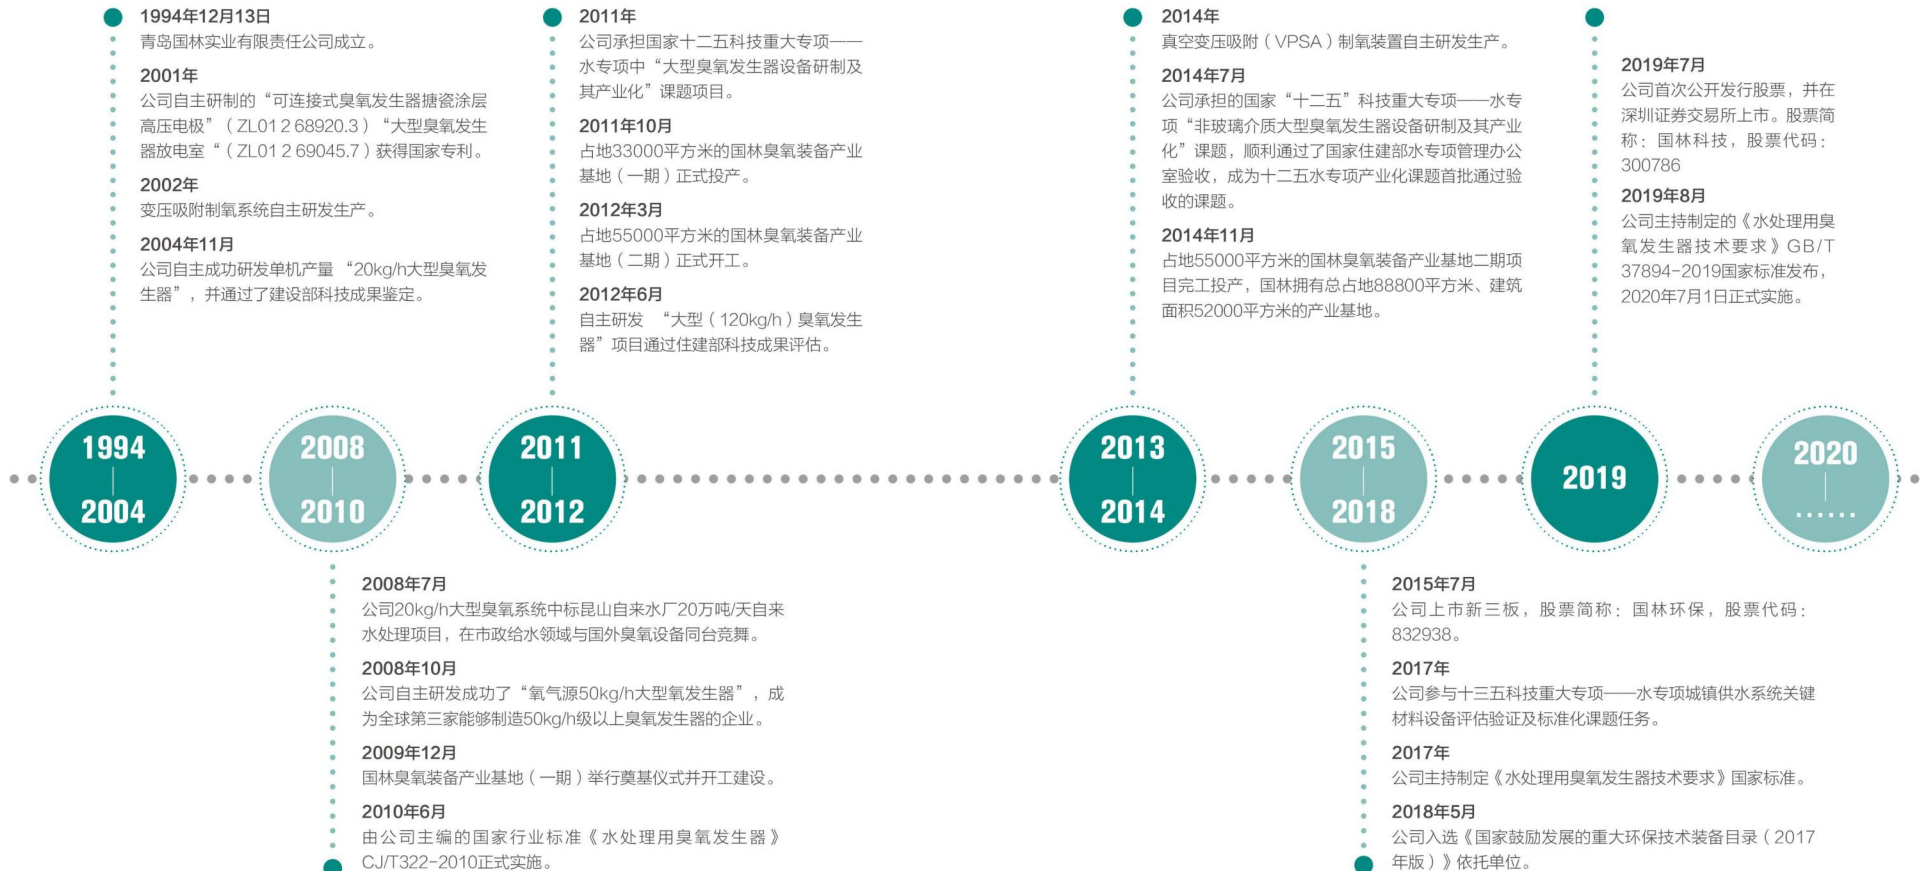 1994年12月13日
青岛国林实业有限责任公司成立。
2001年
公司自主研制的“可连接式臭氧发生器搪瓷涂层
高压电极”（ZL01 2 68920.3）“大型臭氧发生
器放电室“（ZL01 2 69045.7）获得国家专利。
2002年
变压吸附制氧系统自主研发生产。
2004年11月
公司自主成功研发单机产量 “20kg/h大型臭氧发
生器”，并通过了建设部科技成果鉴定。
2011年
公司承担国家十二五科技重大专项——
水专项中“大型臭氧发生器设备研制及
其产业化”课题项目。
2011年10月
占地33000平方米的国林臭氧装备产业
基地（一期）正式投产。
2012年3月
占地55000平方米的国林臭氧装备产业
基地（二期）正式开工。
2012年6月
自主研发 “大型（120kg/h）臭氧发生
器”项目通过住建部科技成果评估。
2014年
真空变压吸附（VPSA）制氧装置自主研发生产。
2014年7月
公司承担的国家“十二五”科技重大专项——水专
项“非玻璃介质大型臭氧发生器设备研制及其产业
化”课题，顺利通过了国家住建部水专项管理办公
室验收，成为十二五水专项产业化课题首批通过验
收的课题。
2014年11月
占地55000平方米的国林臭氧装备产业基地二期项
目完工投产，国林拥有总占地88800平方米、建筑
面积52000平方米的产业基地。
2019年7月
公司首次公开发行股票，并在
深圳证券交易所上市。股票简
称：国林科技，股票代码：
300786
2019年8月
公司主持制定的《水处理用臭
氧发生器技术要求》GB/T
37894-2019国家标准发布，
2020年7月1日正式实施。
1994
2004
2008
2010
2011
2012
2013
2014
2015
2018
2019
2020
......
2008年7月
公司20kg/h大型臭氧系统中标昆山自来水厂20万吨/天自来
水处理项目，在市政给水领域与国外臭氧设备同台竞舞。
2008年10月
公司自主研发成功了“氧气源50kg/h大型氧发生器”，成
为全球第三家能够制造50kg/h级以上臭氧发生器的企业。
2009年12月
国林臭氧装备产业基地（一期）举行奠基仪式并开工建设。
2010年6月
由公司主编的国家行业标准《水处理用臭氧发生器》
CJ/T322-2010正式实施。
2015年7月
公司上市新三板，股票简称：国林环保，股票代码：
832938。
2017年
公司参与十三五科技重大专项——水专项城镇供水系统关键
材料设备评估验证及标准化课题任务。
2017年
公司主持制定《水处理用臭氧发生器技术要求》国家标准。
2018年5月
公司入选《国家鼓励发展的重大环保技术装备目录（2017
年版）》依托单位。